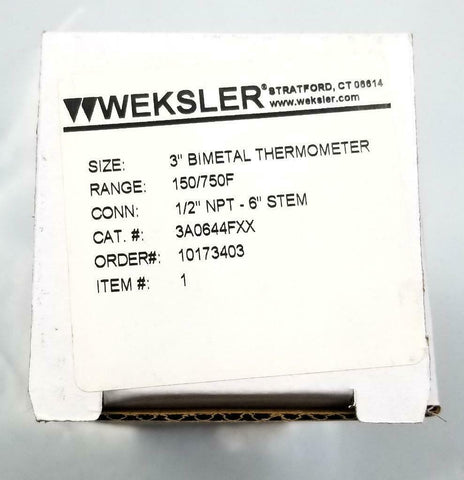 WEKSLER® STRATFORD, CT 06614
www.weksler.com
SIZE: 3" BIMETAL THERMOMETER
RANGE: 150/750F
CONN: 1/2" NPT - 6" STEM
CAT. #: 3A0644FXX
ORDER#: 10173403
ITEM #: 1